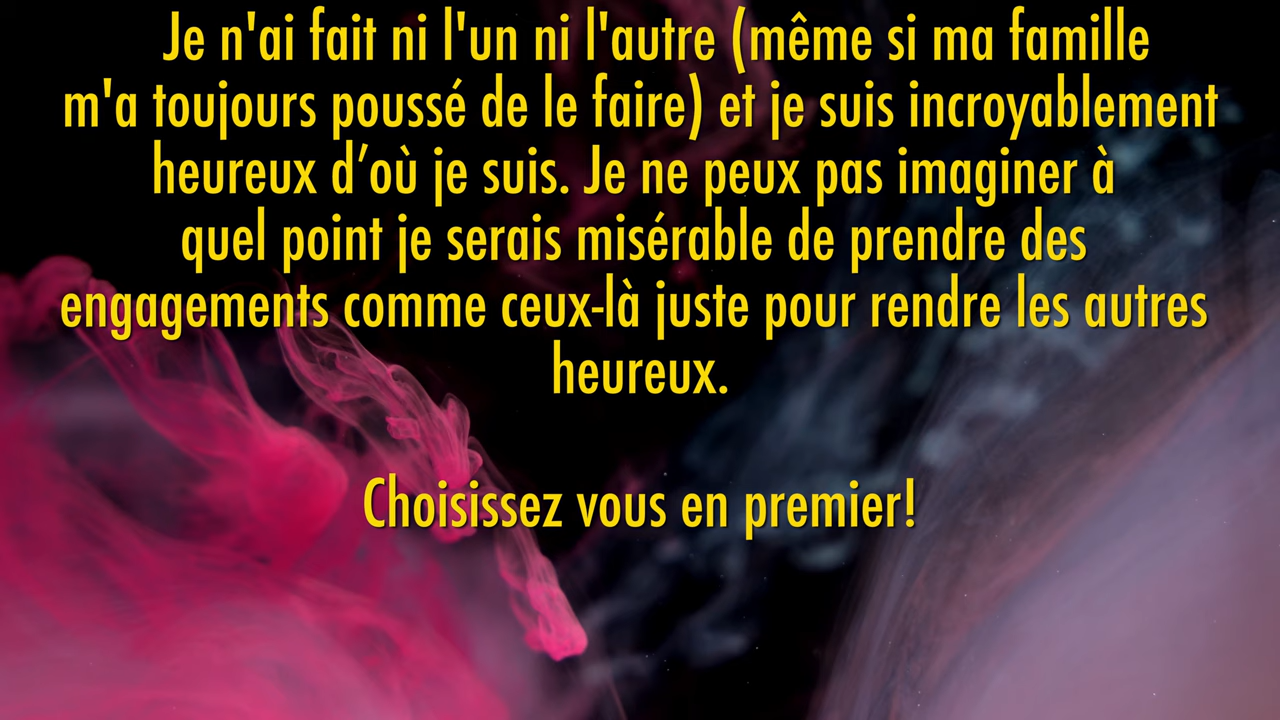 Je n'ai fait ni l'un ni l'autre (même si ma famille
m'a toujours poussé de le faire) et je suis incroyablement
heureux d’où je suis. Je ne peux pas imaginer à
quel point je serais misérable de prendre des
engagements comme ceux-là juste pour rendre les autres
heureux.
Choisissez vous en premier!